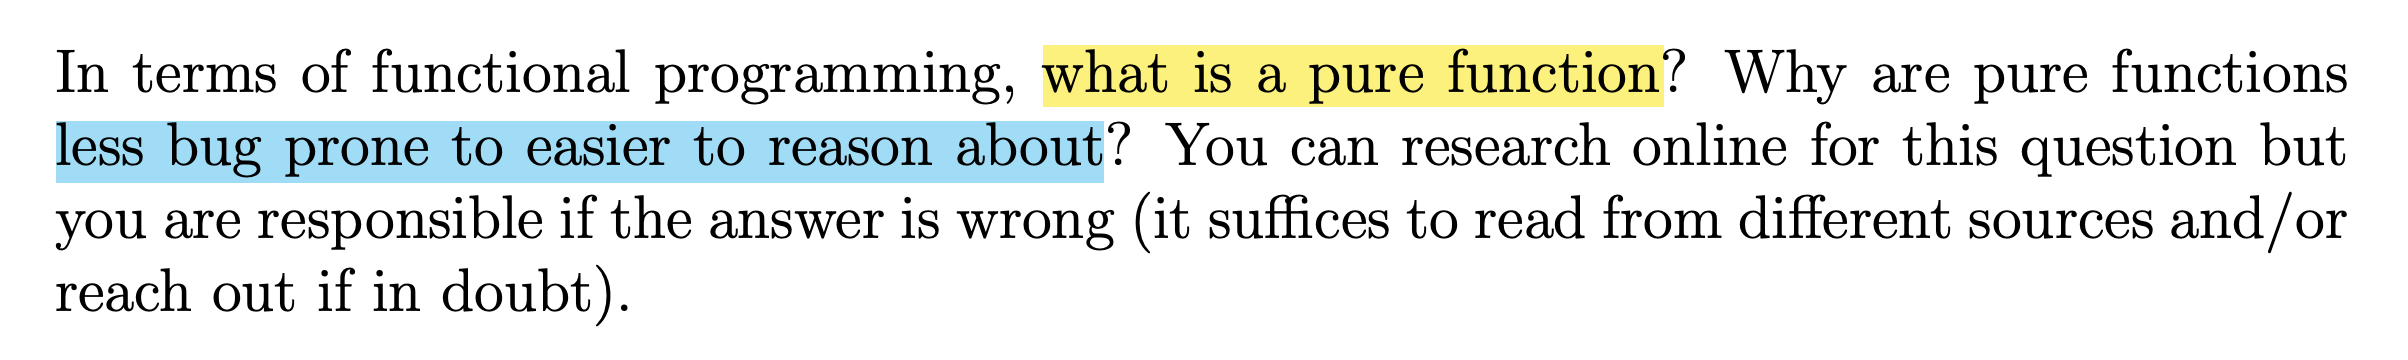 In terms of functional programming, what is a pure function? Why are pure functions
less bug prone to easier to reason about? You can research online for this question but
you are responsible if the answer is wrong (it suffices to read from different sources and/or
reach out if in doubt).